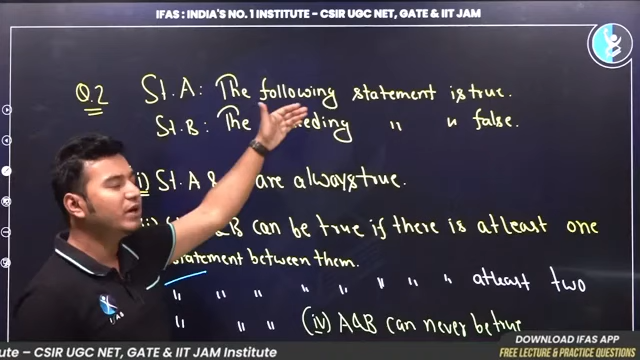 IFAS : INDIA'S NO. 1 INSTITUTE – CSIR UGC NET, GATE & IIT JAM
Q.2 St.A: The following statement is true.
St.B: The " " false.
i) St. A & are always true.
&B can be true if there is atleast one
statement between them.
" " " " " " " " atleast two
" " " (iv) A&B can never be true
– CSIR UGC NET, GATE & IIT JAM Institute
DOWNLOAD IFAS APP
FREE LECTURE & PRACTICE QUESTIONS
IFAS